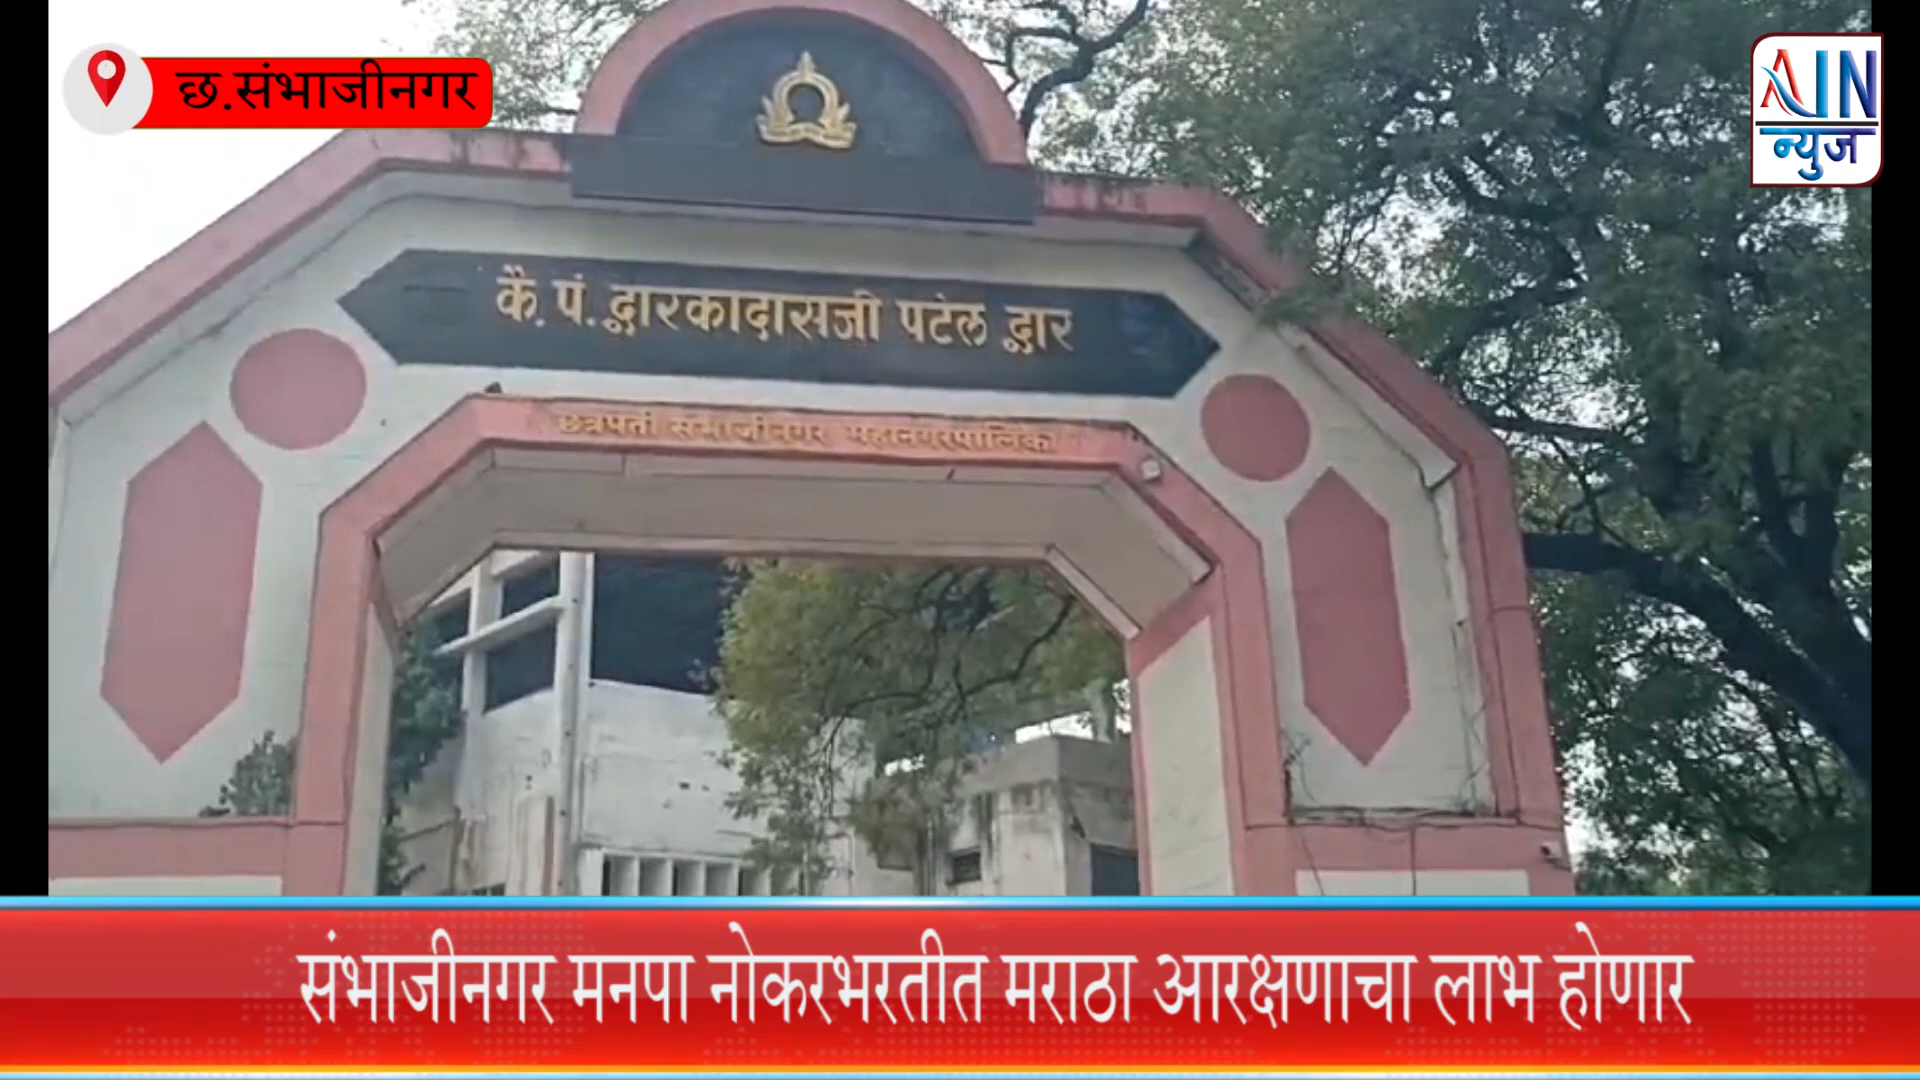 छ.संभाजीनगर
AIN
न्युज
कै. पं. द्वारकादासजी पटेल द्वार
छत्रपती संभाजीनगर महानगरपालिका
संभाजीनगर मनपा नोकरभरतीत मराठा आरक्षणाचा लाभ होणार